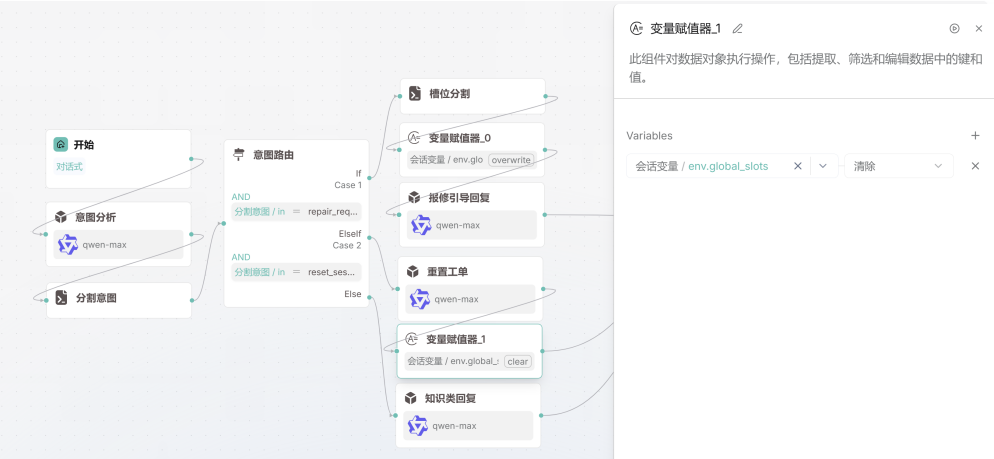 开始
对话式
意图分析
qwen-max
分割意图
意图路由
If
Case 1
AND
分割意图 / in = repair_req...
ElseIf
Case 2
AND
分割意图 / in = reset_ses...
Else
槽位分割
变量赋值器_0
会话变量 / env.glo overwrite
报修引导回复
qwen-max
重置工单
qwen-max
变量赋值器_1
会话变量 / env.global_ clear
知识类回复
qwen-max
变量赋值器_1
此组件对数据对象执行操作，包括提取、筛选和编辑数据中的键和
值。
Variables
会话变量 / env.global_slots 清除